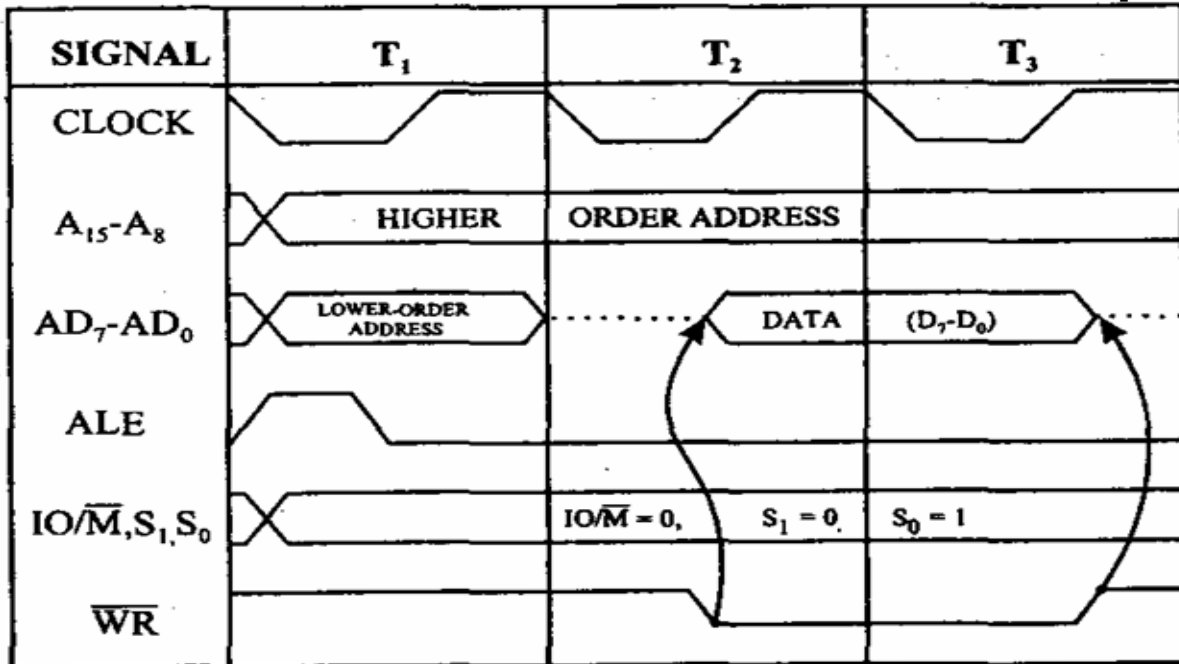 SIGNAL T₁ T₂ T₃
CLOCK
A₁₅-A₈ HIGHER ORDER ADDRESS
AD₇-AD₀ LOWER-ORDER ADDRESS DATA (D₇-D₀)
ALE
IO/M̅,S₁,S₀ IO/M̅ = 0, S₁ = 0, S₀ = 1
W̅R̅